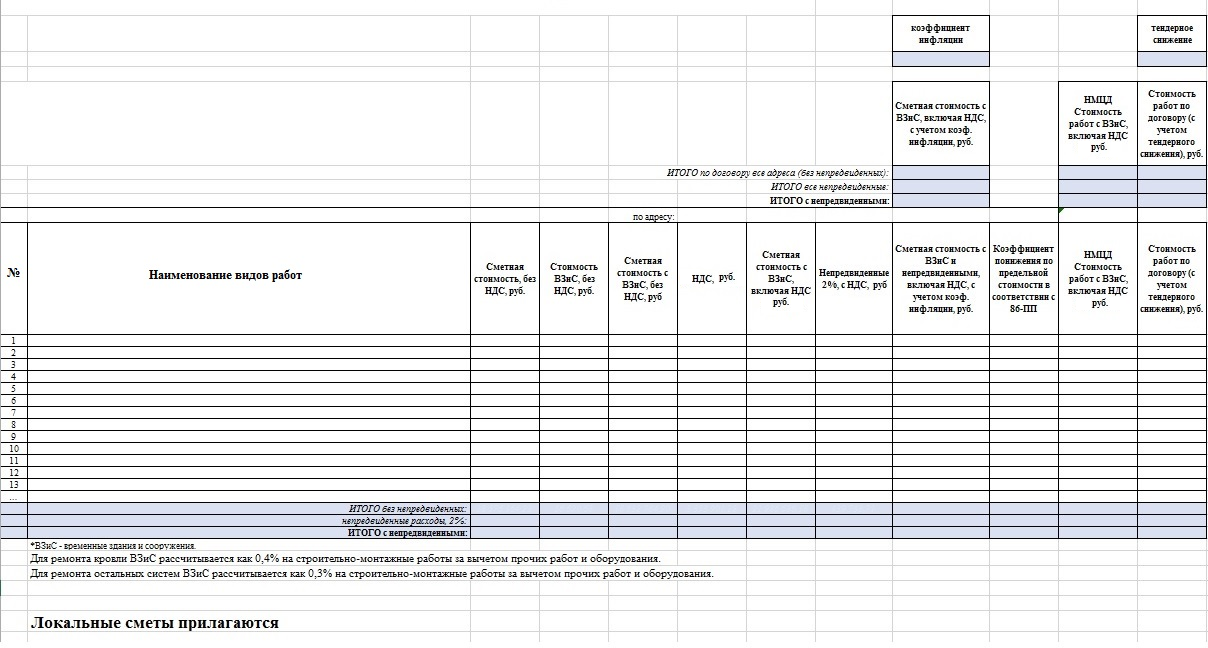 коэффициент
инфляции
тендерное
снижение
Сметная стоимость с
ВЗиС, включая НДС,
с учетом коэф.
инфляции, руб.
НМЦД
Стоимость
работ с ВЗиС,
включая НДС
руб.
Стоимость
работ по
договору (с
учетом
тендерного
снижения), руб.
ИТОГО по договору все адреса (без непредвиденных):
ИТОГО все непредвиденные:
ИТОГО с непредвиденными:
по адресу:
№
Наименование видов работ
Сметная
стоимость, без
НДС, руб.
Стоимость
ВЗиС, без
НДС, руб.
Сметная
стоимость с
ВЗиС, без
НДС, руб
НДС, руб.
Сметная
стоимость с
ВЗиС,
включая НДС
руб.
Непредвиденные
2%, с НДС, руб
Сметная стоимость с
ВЗиС и
непредвиденными,
включая НДС, с
учетом коэф.
инфляции, руб.
Коэффициент
понижения по
предельной
стоимости в
соответствии с
86-ПП
НМЦД
Стоимость
работ с ВЗиС,
включая НДС
руб.
Стоимость
работ по
договору (с
учетом
тендерного
снижения), руб.
1
2
3
4
5
6
7
8
9
10
11
12
13
...
ИТОГО без непредвиденных:
непредвиденные расходы, 2%:
ИТОГО с непредвиденными:
*ВЗиС - временные здания и сооружения.
Для ремонта кровли ВЗиС рассчитывается как 0,4% на строительно-монтажные работы за вычетом прочих работ и оборудования.
Для ремонта остальных систем ВЗиС рассчитывается как 0,3% на строительно-монтажные работы за вычетом прочих работ и оборудования.
Локальные сметы прилагаются